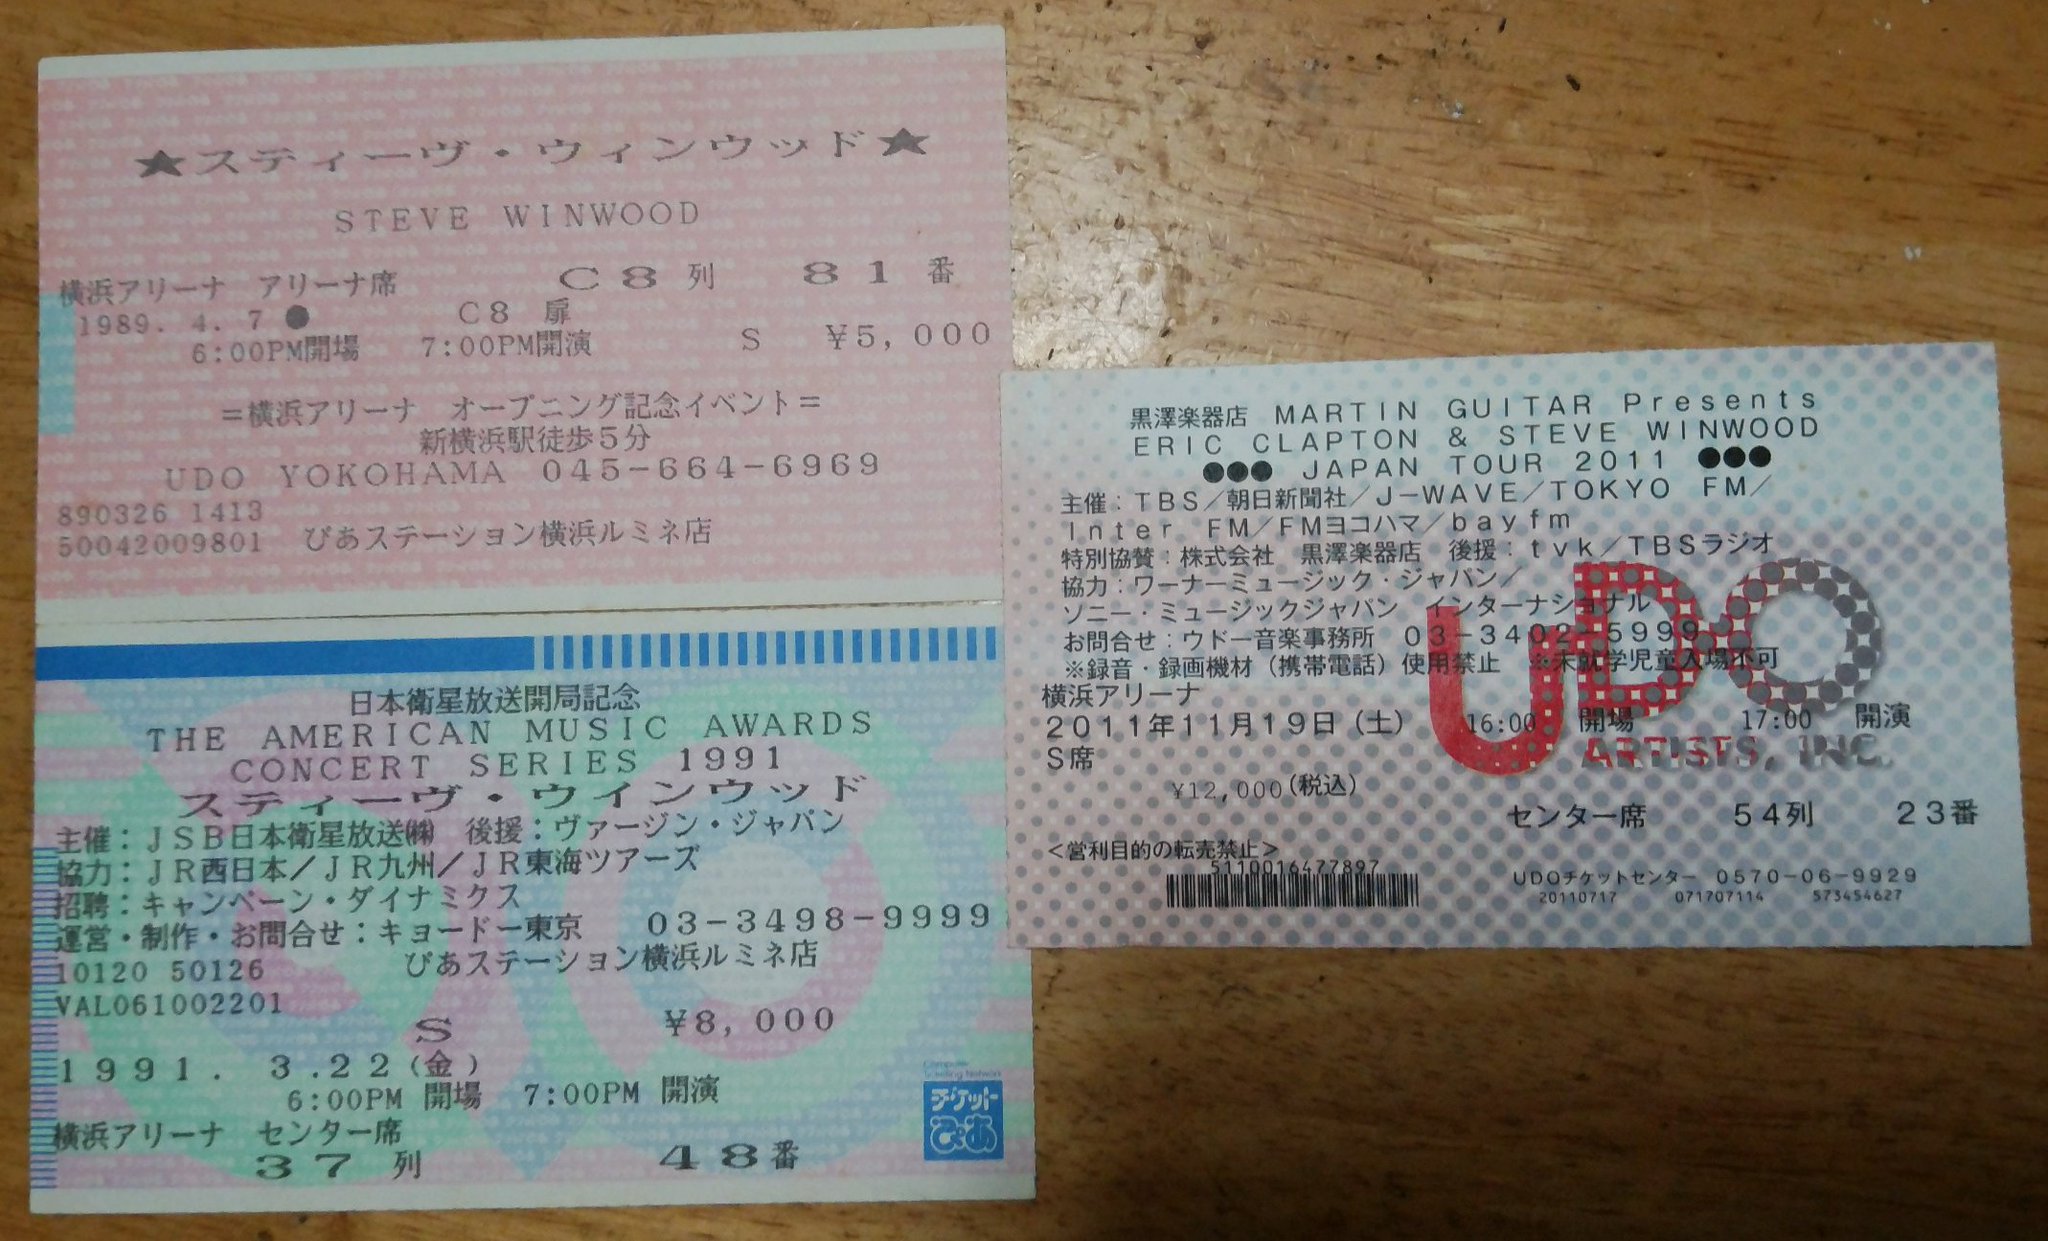 ★スティーヴ・ウィンウッド★
STEVE WINWOOD
横浜アリーナ アリーナ席 C8列 81番
1989. 4. 7 ● C8 扉
6:00PM開場 7:00PM開演 S ¥5,000
=横浜アリーナ オープニング記念イベント=
新横浜駅徒歩5分
UDO YOKOHAMA 045-664-6969
890326 1413
50042009801 ぴあステーション横浜ルミネ店
日本衛星放送開局記念
THE AMERICAN MUSIC AWARDS
CONCERT SERIES 1991
スティーヴ・ウィンウッド
主催:JSB日本衛星放送㈱ 後援:ヴァージン・ジャパン
協力:JR西日本/JR九州/JR東海ツアーズ
招聘:キャンペーン・ダイナミクス
運営・制作・お問合せ:キョードー東京 03-3498-9999
10120 50126 ぴあステーション横浜ルミネ店
VAL061002201
S ¥8,000
1991. 3.22(金)
6:00PM 開場 7:00PM 開演
横浜アリーナ センター席
37列 48番
チケット
ぴあ
黒澤楽器店 MARTIN GUITAR Presents
ERIC CLAPTON & STEVE WINWOOD
●●● JAPAN TOUR 2011 ●●●
主催:TBS/朝日新聞社/J-WAVE/TOKYO FM/
Inter FM/FMヨコハマ/bayfm
特別協賛:株式会社 黒澤楽器店 後援:tvk/TBSラジオ
協力:ワーナーミュージック・ジャパン/
ソニー・ミュージックジャパン インターナショナル
お問合せ:ウドー音楽事務所 03-3402-5999
※録音・録画機材(携帯電話)使用禁止 ※未就学児童入場不可
横浜アリーナ
2011年11月19日(土) 16:00 開場 17:00 開演
S席
¥12,000(税込)
センター席 54列 23番
<営利目的の転売禁止>
5110016477897
UDOチケットセンター 0570-06-9929
20110717 071707114 573454627
UDO
ARTISTS, INC.